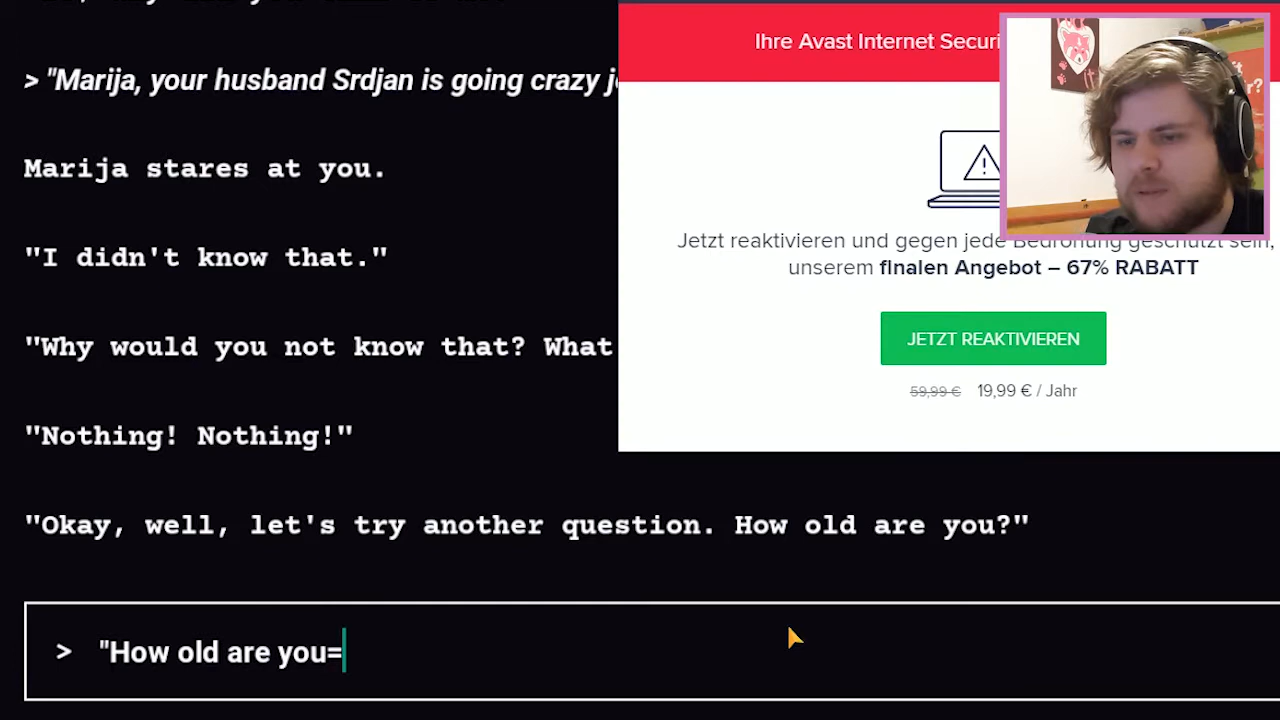 > "Marija, your husband Srdjan is going crazy
Marija stares at you.
"I didn't know that."
"Why would you not know that? What
"Nothing! Nothing!"
"Okay, well, let's try another question. How old are you?"
> "How old are you=
Ihre Avast Internet Securi
Jetzt reaktivieren und gegen jede Bedrohung geschützt sein,
unserem finalen Angebot – 67% RABATT
JETZT REAKTIVIEREN
59,99 € 19,99 € / Jahr